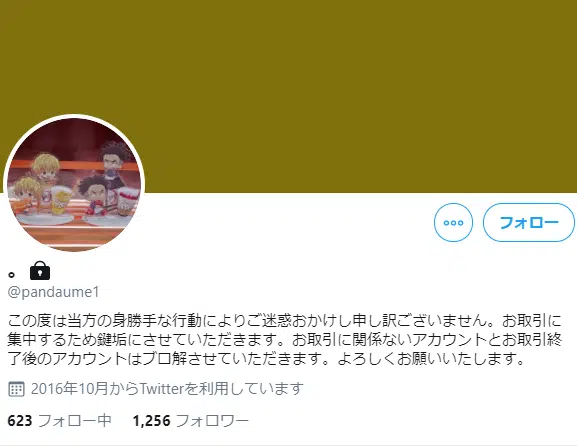 フォロー
。
@pandaume1
この度は当方の身勝手な行動によりご迷惑おかけし申し訳ございません。お取引に
集中するため鍵垢にさせていただきます。お取引に関係ないアカウントとお取引終
了後のアカウントはブロ解させていただきます。よろしくお願いいたします。
2016年10月からTwitterを利用しています
623 フォロー中 1,256 フォロワー